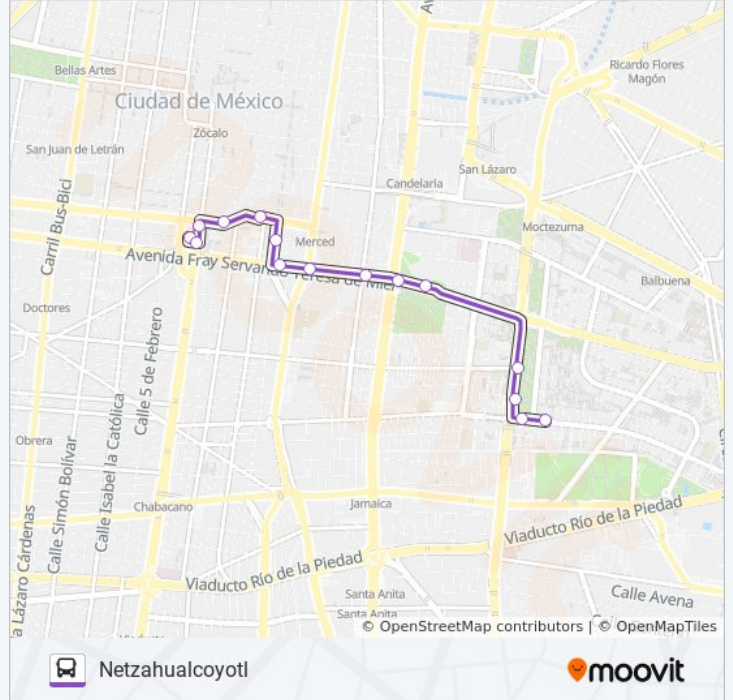 Bellas Artes
Ricardo Flores
Magón
Ciudad de México
Zócalo
San Juan de Letrán
San Lázaro
Candelaria
Carril Bus-Bici
Merced
Moctezuma
Avenida Fray Servando Teresa de Mier
Balbuena
Doctores
Calle 5 de Febrero
Calle Isabel la Católica
Obrera
Calle Simón Bolívar
Chabacano
Jamaica
Viaducto Río de la Piedad
a Lázaro Cárdenas
Viaducto Río de la Piedad
Santa Anita
Calle Avena
Santa Anita
© OpenStreetMap contributors | © OpenMapTiles
Netzahualcoyotl
moovit